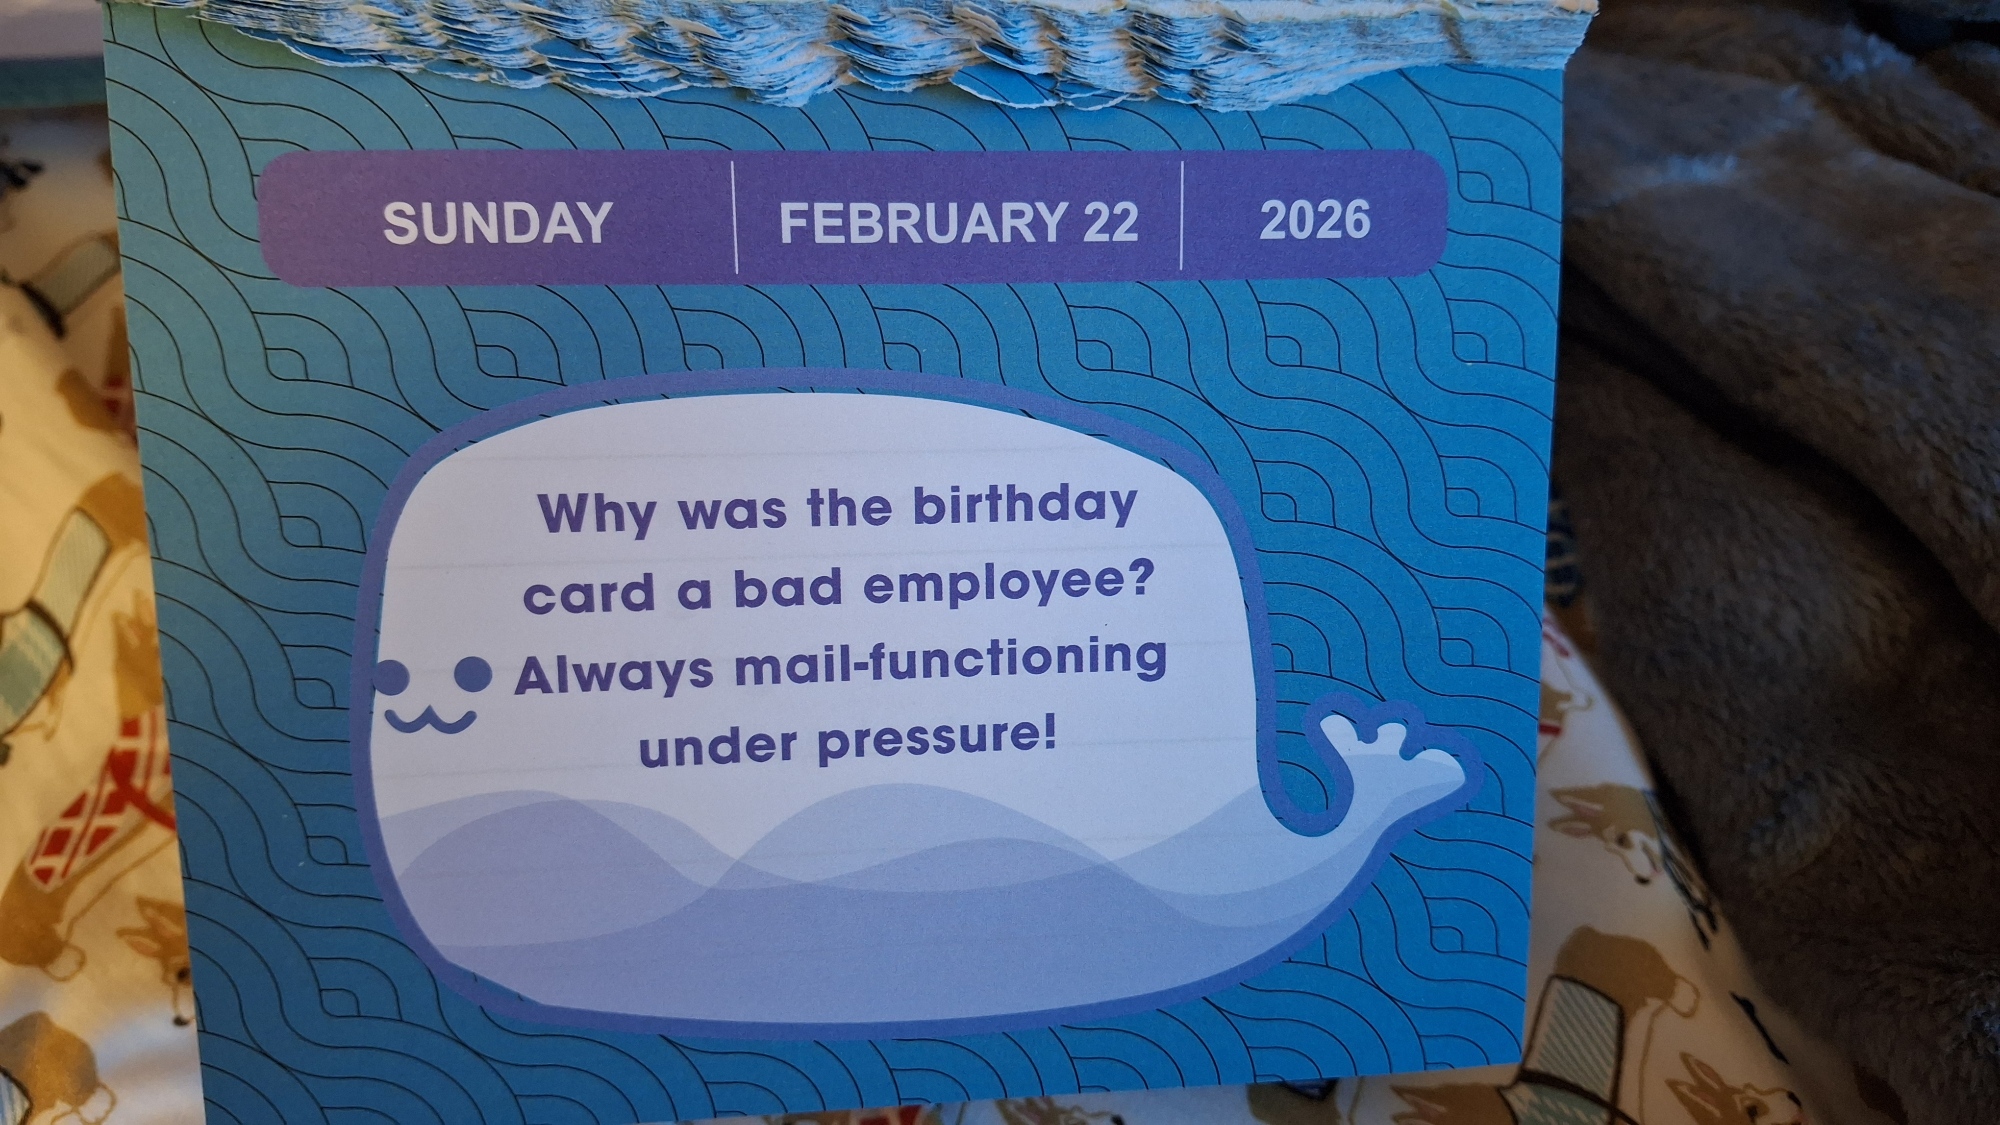 SUNDAY FEBRUARY 22 2026
Why was the birthday
card a bad employee?
Always mail-functioning
under pressure!